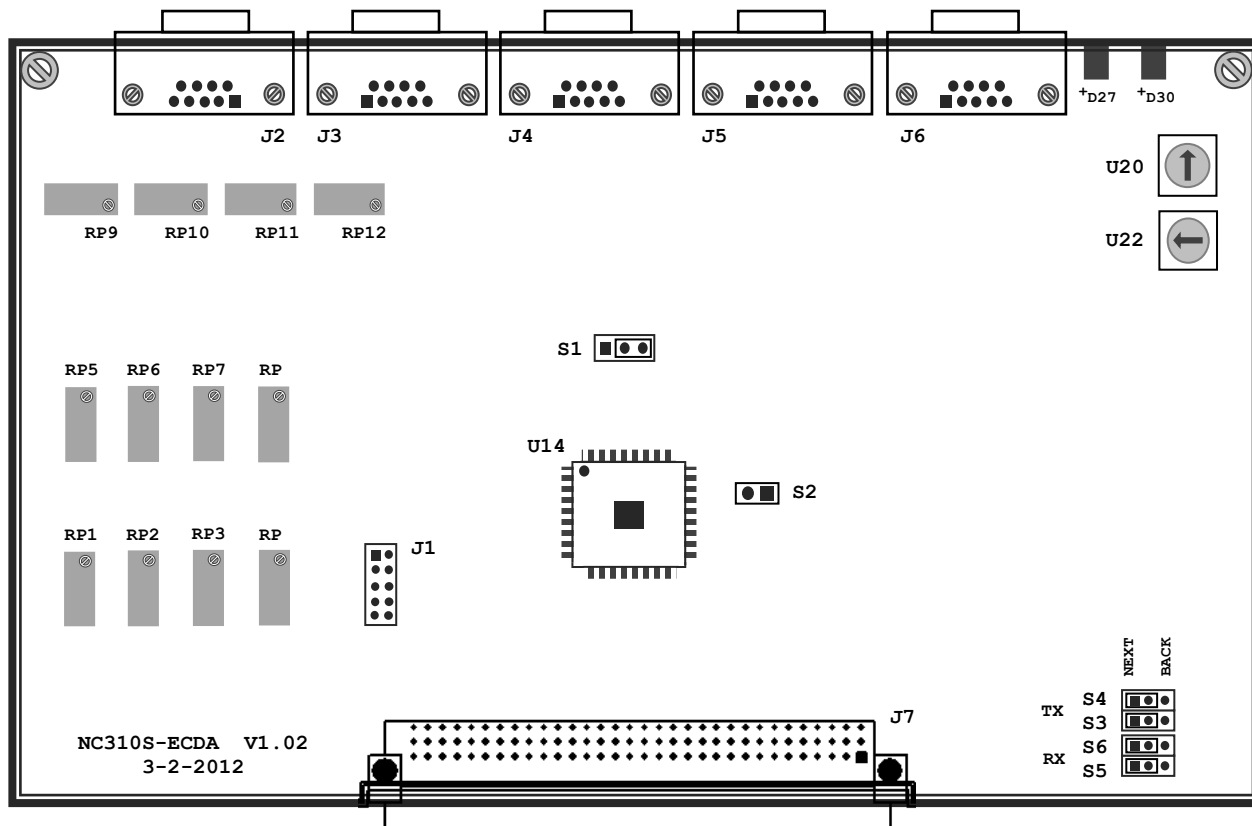 J2 J3 J4 J5 J6
+D27 +D30
U20
RP9 RP10 RP11 RP12
U22
S1
RP5 RP6 RP7 RP
U14
S2
RP1 RP2 RP3 RP
J1
NEXT BACK
TX S4
S3
J7
NC310S-ECDA V1.02
3-2-2012
RX S6
S5